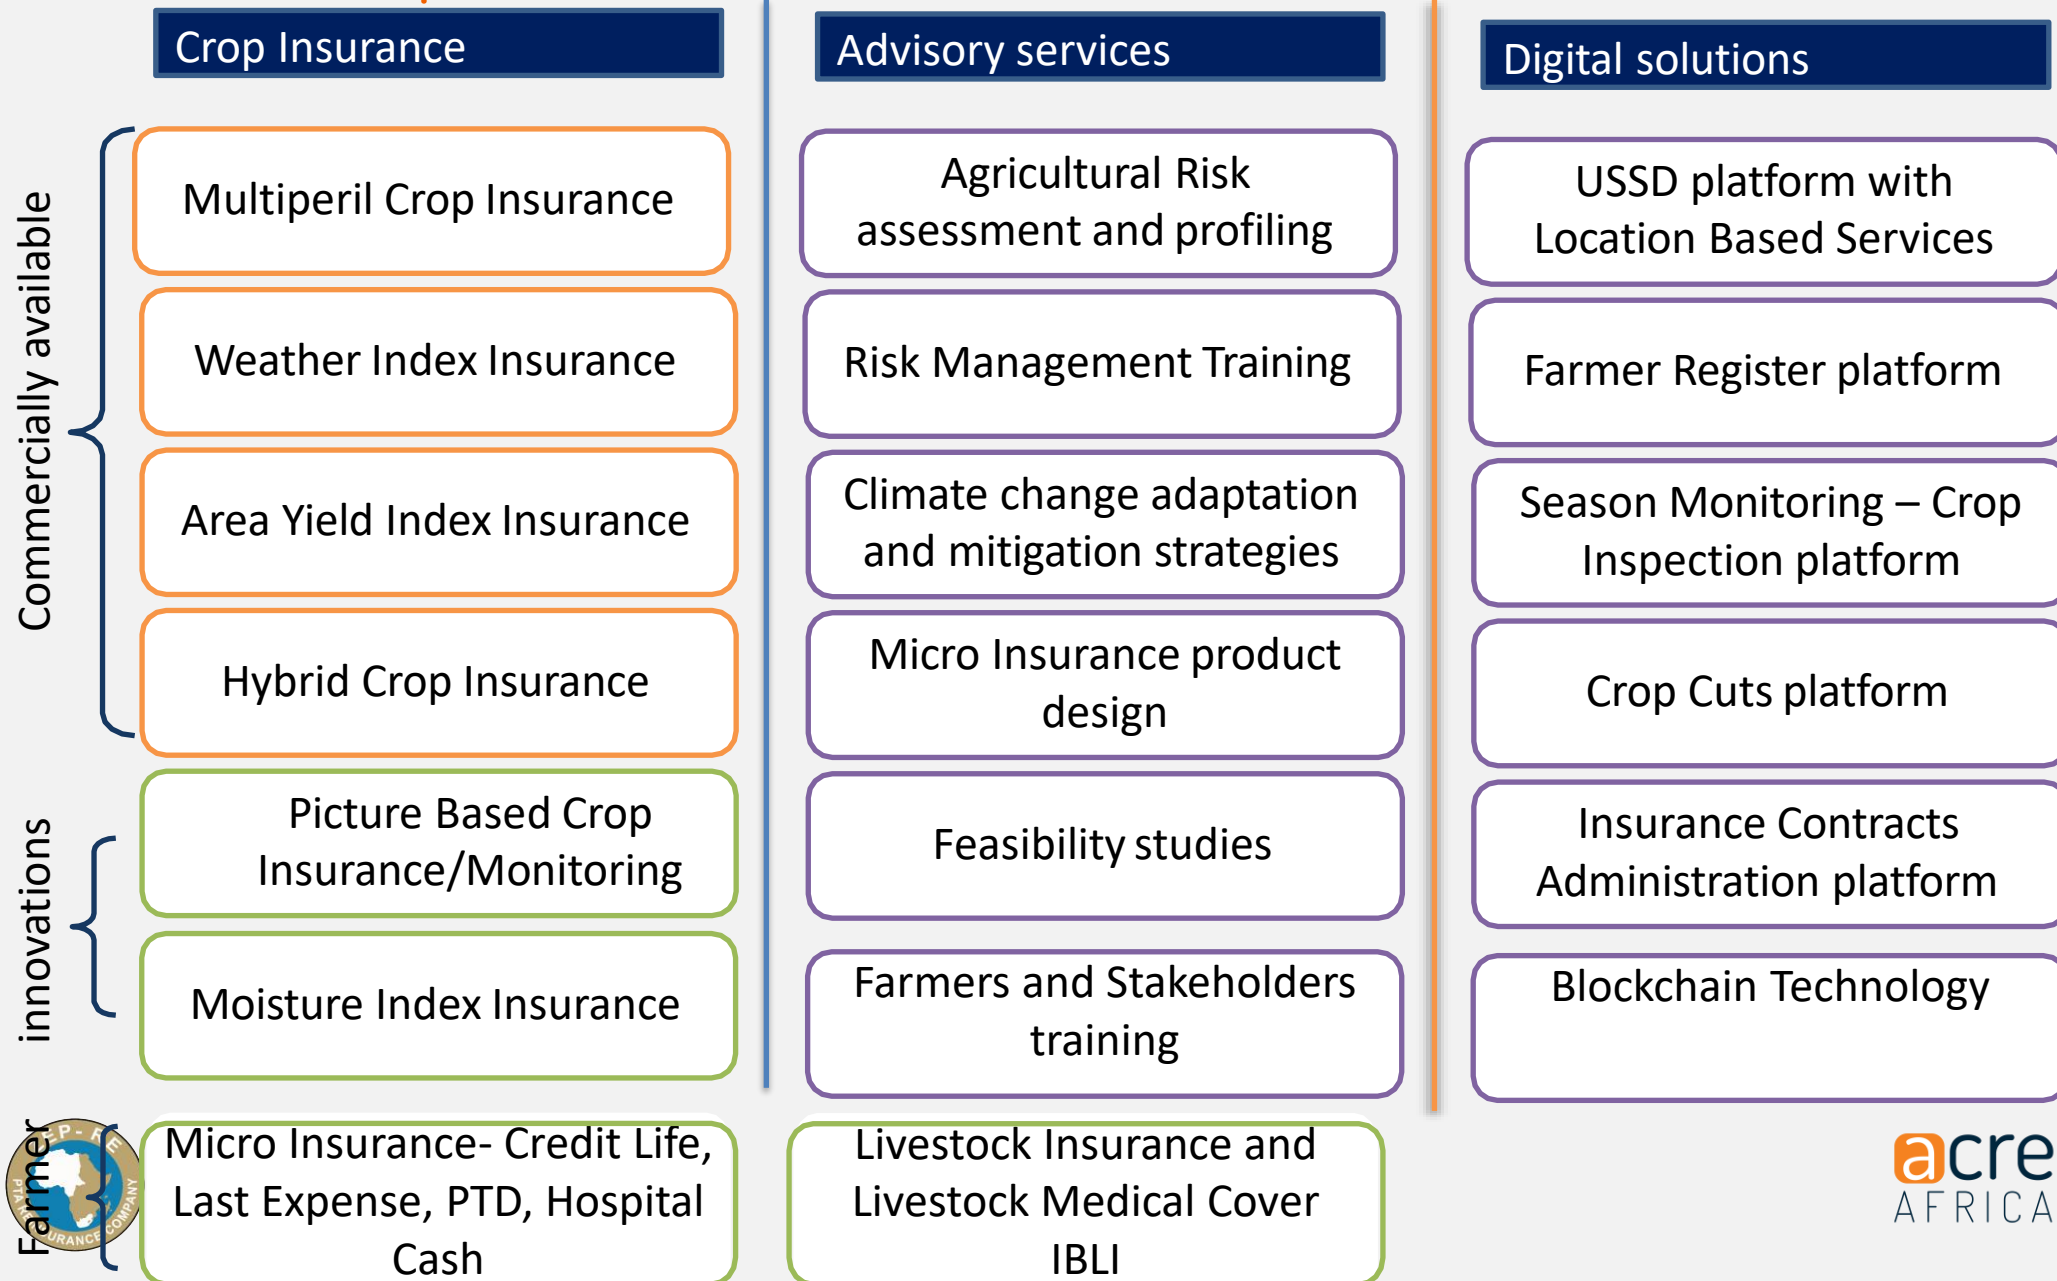 Crop Insurance
Advisory services
Digital solutions
Commercially available
Multiperil Crop Insurance
Weather Index Insurance
Area Yield Index Insurance
Hybrid Crop Insurance
innovations
Picture Based Crop
Insurance/Monitoring
Moisture Index Insurance
Agricultural Risk
assessment and profiling
Risk Management Training
Climate change adaptation
and mitigation strategies
Micro Insurance product
design
Feasibility studies
Farmers and Stakeholders
training
USSD platform with
Location Based Services
Farmer Register platform
Season Monitoring – Crop
Inspection platform
Crop Cuts platform
Insurance Contracts
Administration platform
Blockchain Technology
Farmer
Micro Insurance- Credit Life,
Last Expense, PTD, Hospital
Cash
Livestock Insurance and
Livestock Medical Cover
IBLI
acre
AFRICA